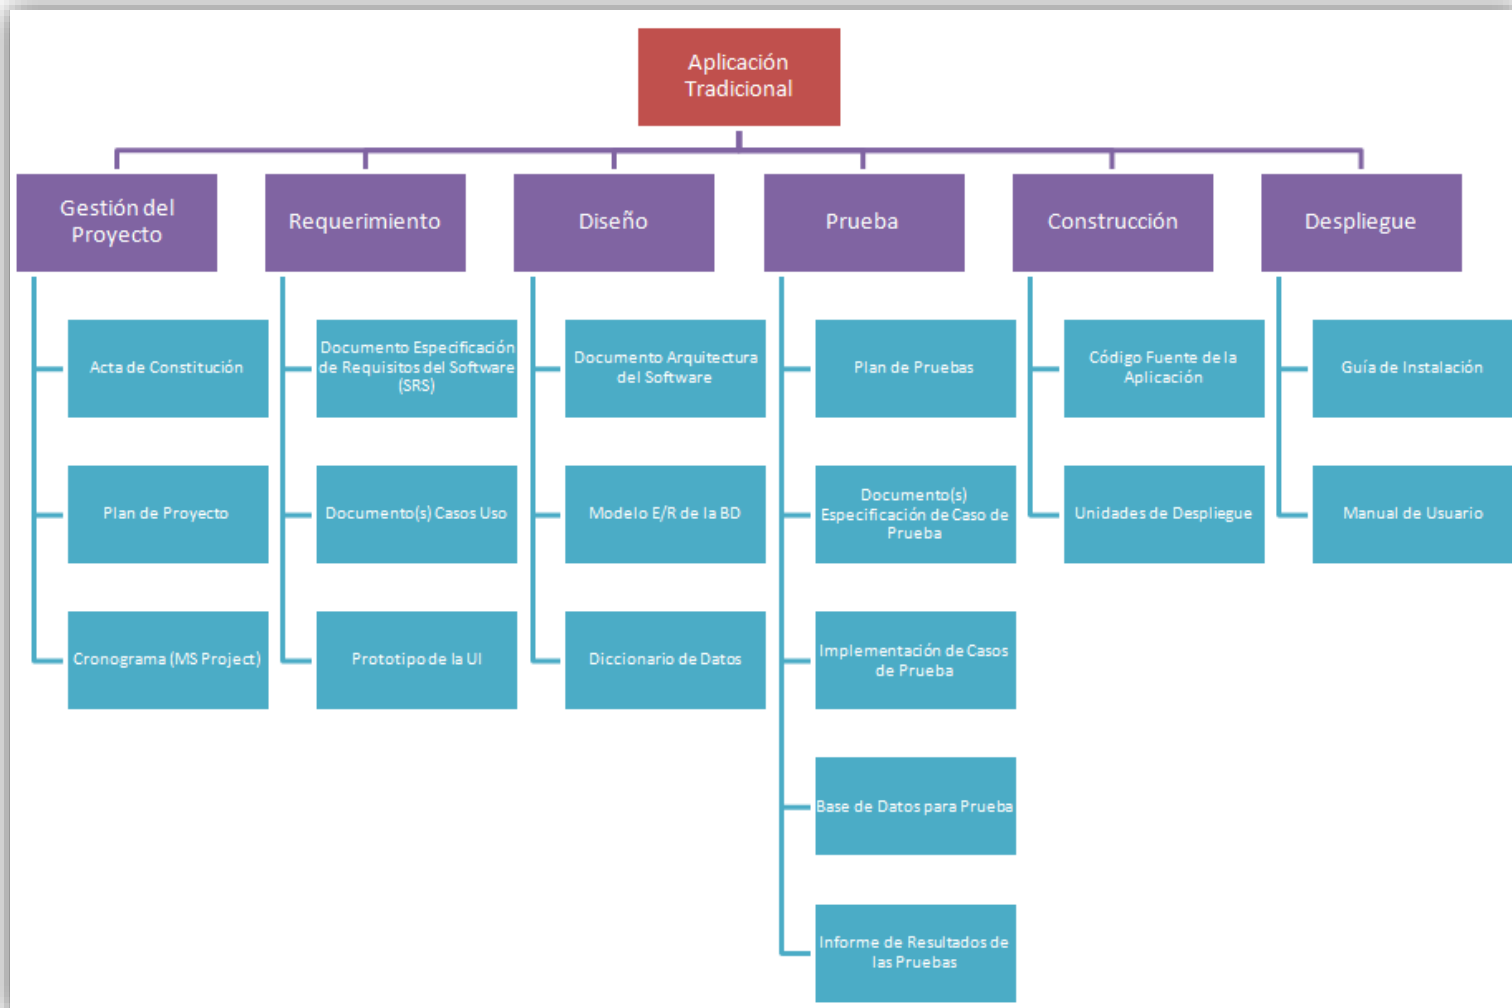 Aplicación
Tradicional
Gestión del
Proyecto
Requerimiento
Diseño
Prueba
Construcción
Despliegue
Acta de Constitución
Plan de Proyecto
Cronograma (MS Project)
Documento Especificación
de Requisitos del Software
(SRS)
Documento(s) Casos Uso
Prototipo de la UI
Documento Arquitectura
del Software
Modelo E/R de la BD
Diccionario de Datos
Plan de Pruebas
Documento(s)
Especificación de Caso de
Prueba
Implementación de Casos
de Prueba
Base de Datos para Prueba
Informe de Resultados de
las Pruebas
Código Fuente de la
Aplicación
Unidades de Despliegue
Guía de Instalación
Manual de Usuario